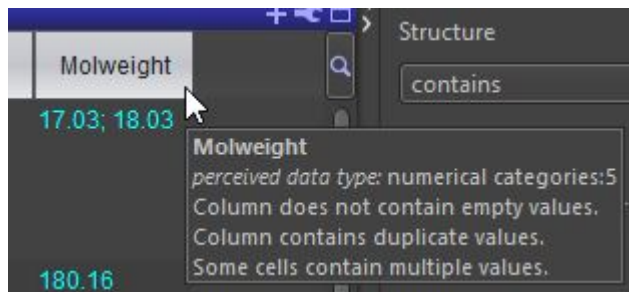 Structure
Molweight
contains
17.03; 18.03
Molweight
perceived data type: numerical categories:5
Column does not contain empty values.
Column contains duplicate values.
Some cells contain multiple values.
180.16